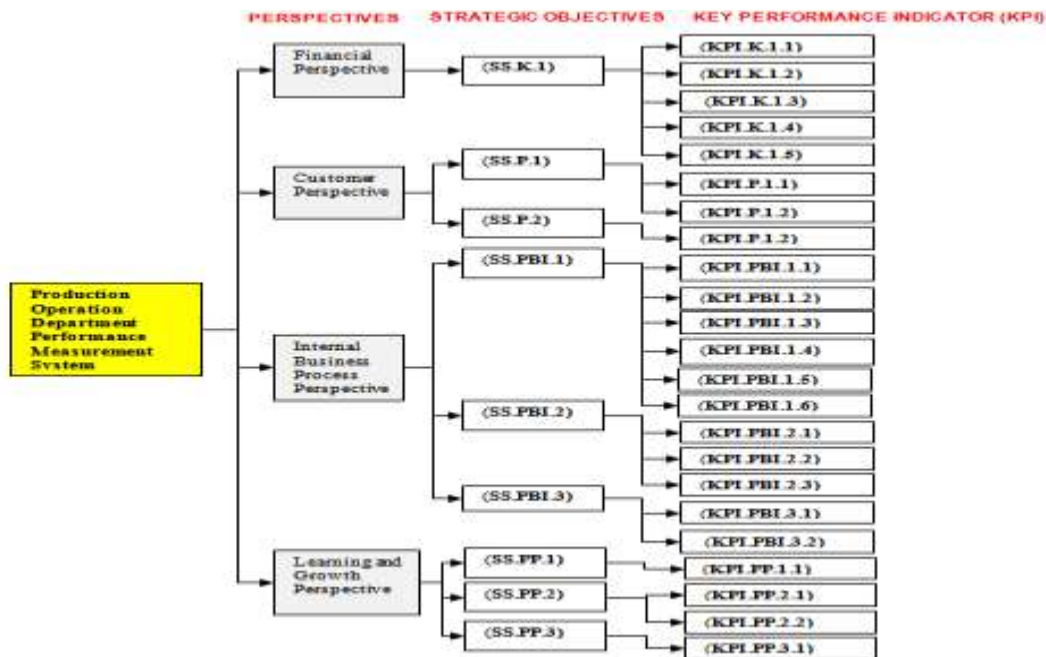 PERSPECTIVES STRATEGIC OBJECTIVES KEY PERFORMANCE INDICATOR (KPI)
Production
Operation
Department
Performance
Measurement
System
Financial
Perspective
Customer
Perspective
Internal
Business
Process
Perspective
Learning and
Growth
Perspective
(SS.K.1)
(SS.P.1)
(SS.P.2)
(SS.PBI.1)
(SS.PBI.2)
(SS.PBI.3)
(SS.PP.1)
(SS.PP.2)
(SS.PP.3)
(KPI.K.1.1)
(KPI.K.1.2)
(KPI.K.1.3)
(KPI.K.1.4)
(KPI.K.1.5)
(KPI.P.1.1)
(KPI.P.1.2)
(KPI.P.1.2)
(KPI.PBI.1.1)
(KPI.PBI.1.2)
(KPI.PBI.1.3)
(KPI.PBI.1.4)
(KPI.PBI.1.5)
(KPI.PBI.1.6)
(KPI.PBI.2.1)
(KPI.PBI.2.2)
(KPI.PBI.2.3)
(KPI.PBI.3.1)
(KPI.PBI.3.2)
(KPI.PP.1.1)
(KPI.PP.2.1)
(KPI.PP.2.2)
(KPI.PP.3.1)